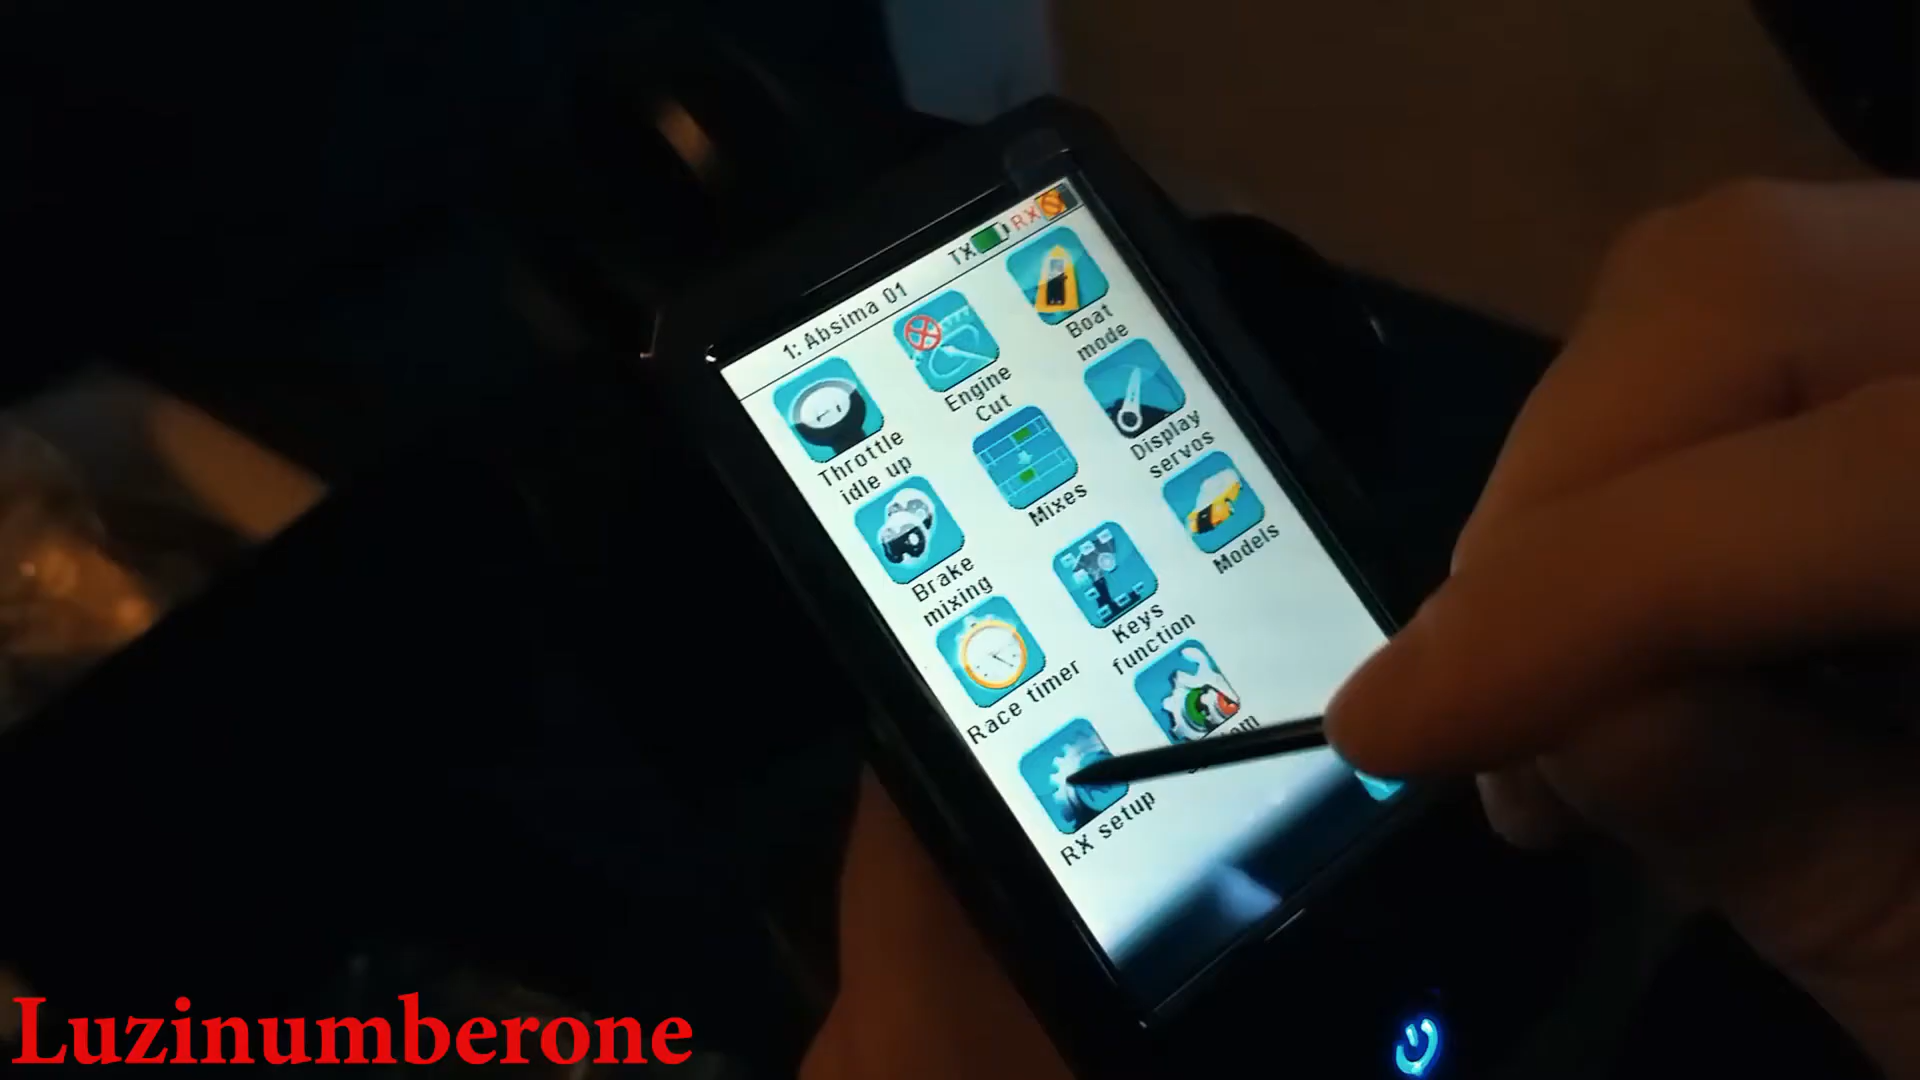 1: Absima 01
TX
RX
Throttle
idle up
Engine
Cut
Boat
mode
Brake
mixing
Mixes
Display
servos
Race timer
Keys
function
Models
RX setup
Luzinumberone